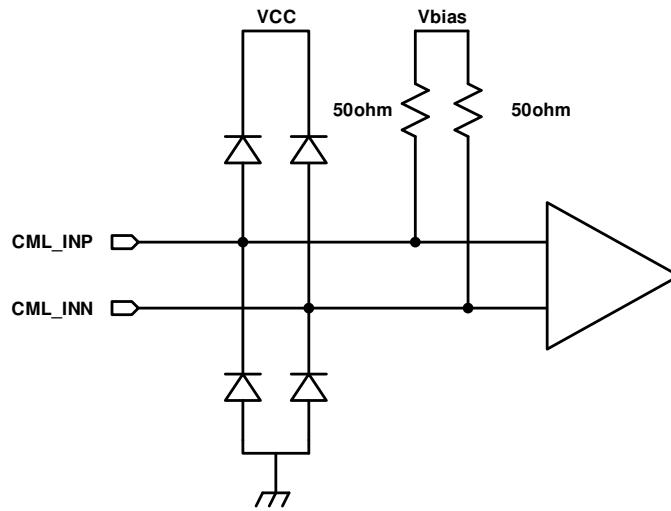 VCC
Vbias
50ohm
50ohm
CML_INP
CML_INN